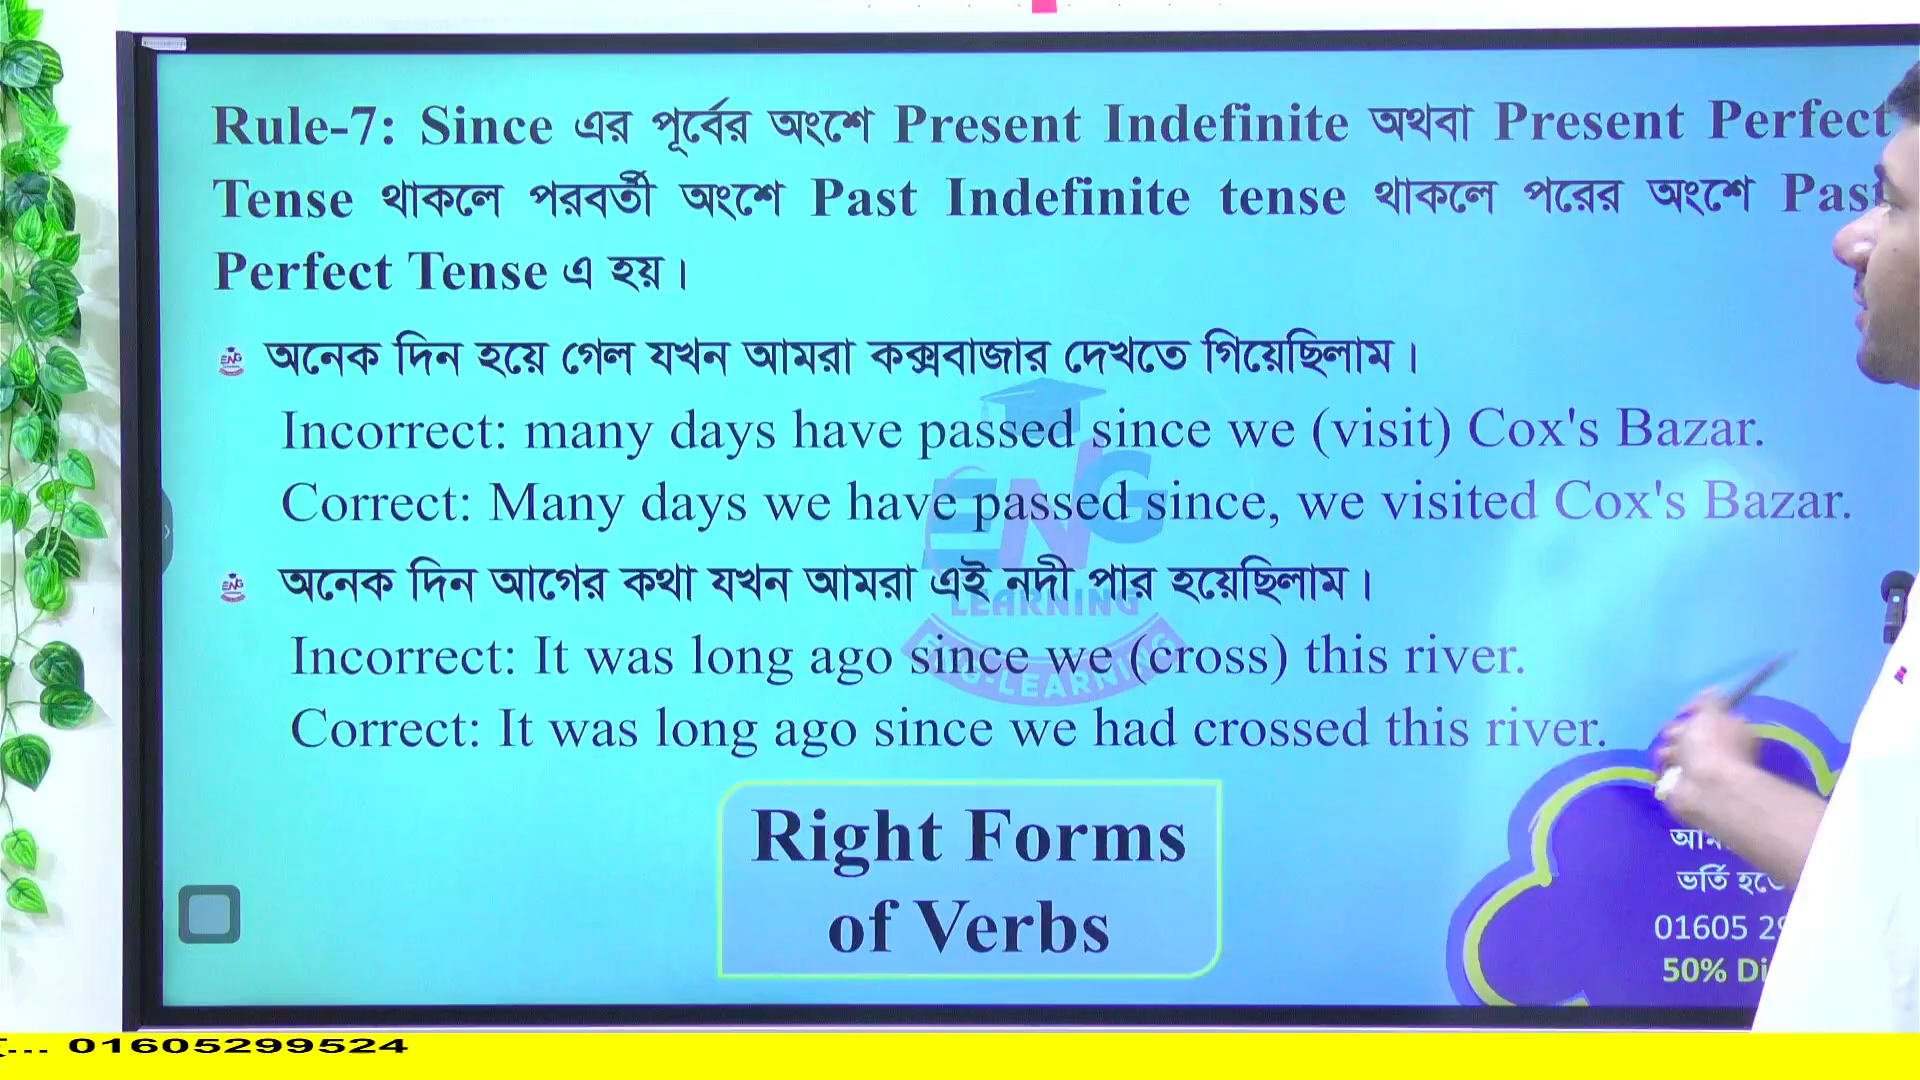 Rule-7: Since এর পূর্বের অংশে Present Indefinite অথবা Present Perfect
Tense থাকলে পরবর্তী অংশে Past Indefinite tense থাকলে পরের অংশে Past
Perfect Tense এ হয়।
অনেক দিন হয়ে গেল যখন আমরা কক্সবাজার দেখতে গিয়েছিলাম।
Incorrect: many days have passed since we (visit) Cox's Bazar.
Correct: Many days we have passed since, we visited Cox's Bazar.
অনেক দিন আগের কথা যখন আমরা এই নদী পার হয়েছিলাম।
Incorrect: It was long ago since we (cross) this river.
Correct: It was long ago since we had crossed this river.
Right Forms
of Verbs
ENG
LEARNING
ভর্তি
01605
50%
... 01605299524